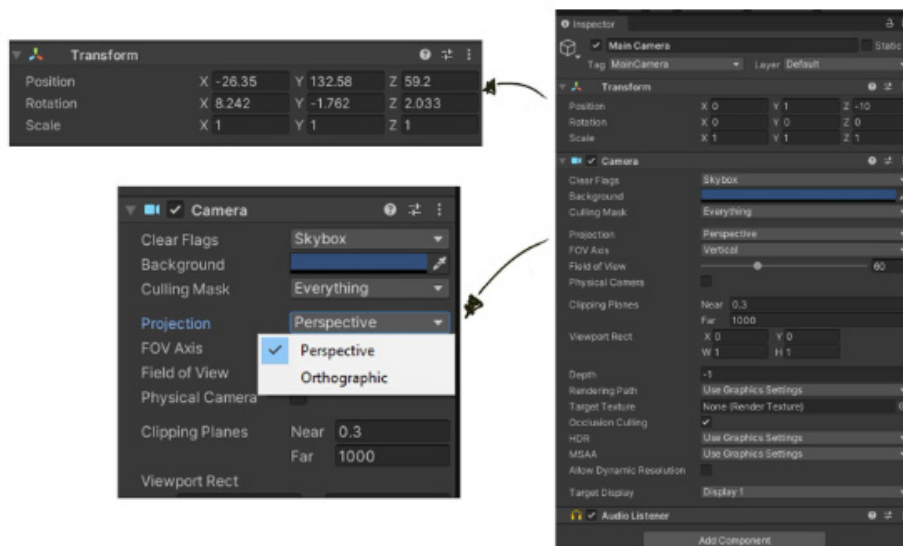 Transform
Position X -26.35 Y 132.58 Z 59.2
Rotation X 8.242 Y -1.762 Z 2.033
Scale X 1 Y 1 Z 1
Camera
Clear Flags Skybox
Background
Culling Mask Everything
Projection Perspective
FOV Axis Perspective
Field of View Orthographic
Physical Camera
Clipping Planes Near 0.3
Far 1000
Viewport Rect
Inspector
Main Camera Static
Tag MainCamera Layer Default
Transform
Position X 0 Y 1 Z -10
Rotation X 0 Y 0 Z 0
Scale X 1 Y 1 Z 1
Camera
Clear Flags Skybox
Background
Culling Mask Everything
Projection Perspective
FOV Axis Vertical
Field of View 60
Physical Camera
Clipping Planes Near 0.3
Far 1000
Viewport Rect X 0 Y 0
W 1 H 1
Depth -1
Rendering Path Use Graphics Settings
Target Texture None (Render Texture)
Occlusion Culling
HDR Use Graphics Settings
MSAA Use Graphics Settings
Allow Dynamic Resolution
Target Display Display 1
Audio Listener
Add Component